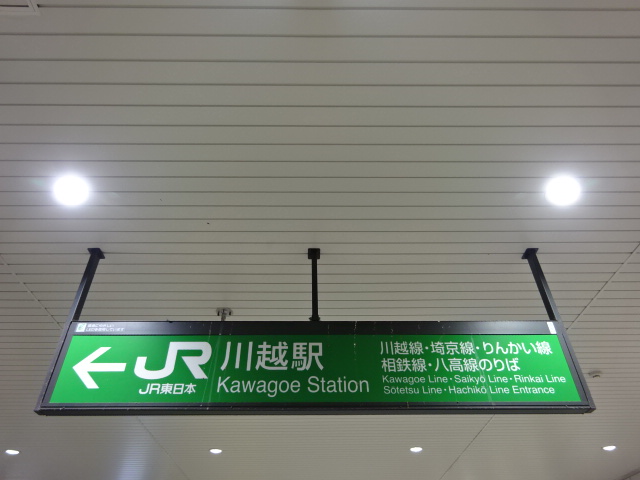 ← JR
JR東日本
川越駅
Kawagoe Station
川越線・埼京線・りんかい線
相鉄線・八高線のりば
Kawagoe Line・Saikyō Line・Rinkai Line
Sōtetsu Line・Hachikō Line Entrance